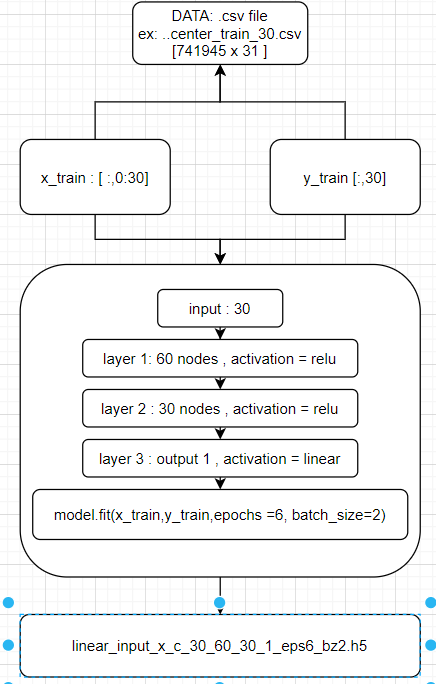 DATA: .csv file
ex: ..center_train_30.csv
[741945 x 31 ]
x_train : [ :,0:30]
y_train [:,30]
input : 30
layer 1: 60 nodes , activation = relu
layer 2 : 30 nodes , activation = relu
layer 3 : output 1 , activation = linear
model.fit(x_train,y_train,epochs =6, batch_size=2)
linear_input_x_c_30_60_30_1_eps6_bz2.h5